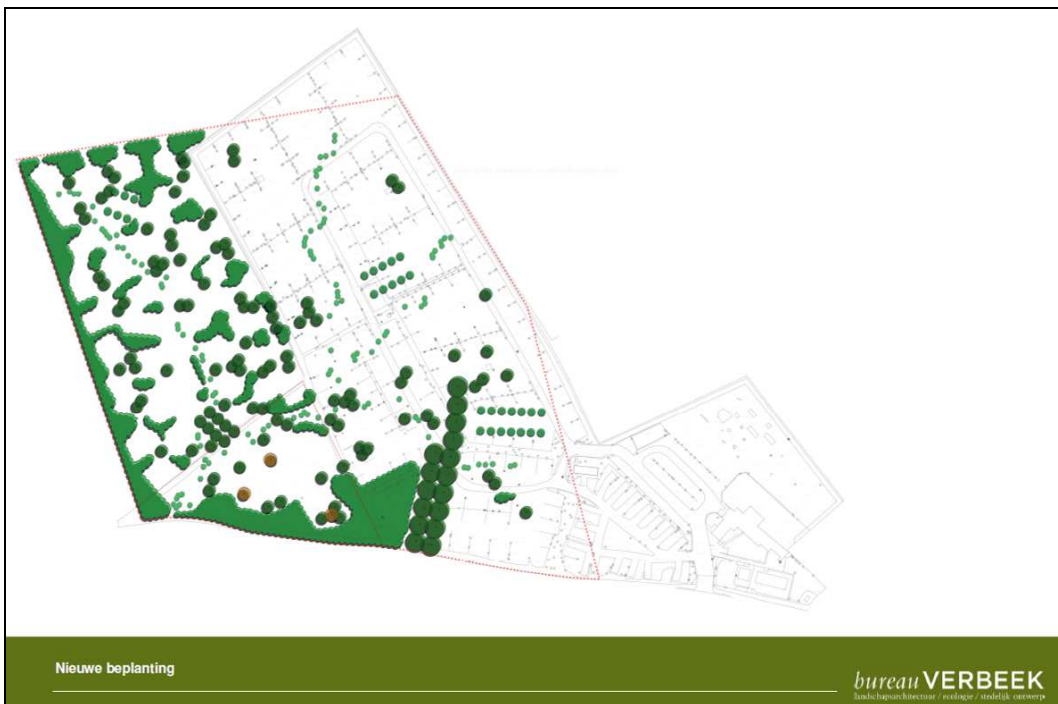 Nieuwe beplanting
bureau VERBEEK
landschapsarchitectuur / ecologie / stedelijk ontwerp